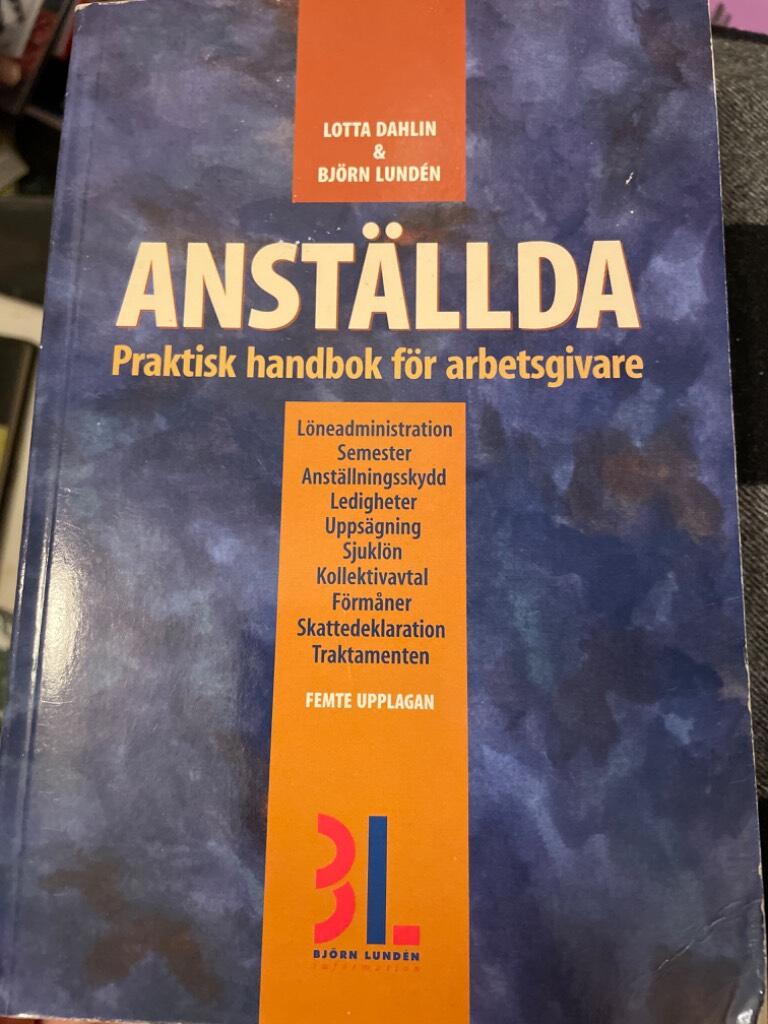 LOTTA DAHLIN
&
BJÖRN LUNDÉN
ANSTÄLLDA
Praktisk handbok för arbetsgivare
Löneadministration
Semester
Anställningsskydd
Ledigheter
Uppsägning
Sjuklön
Kollektivavtal
Förmåner
Skattedeklaration
Traktamenten
FEMTE UPPLAGAN
BL
BJÖRN LUNDÉN
information